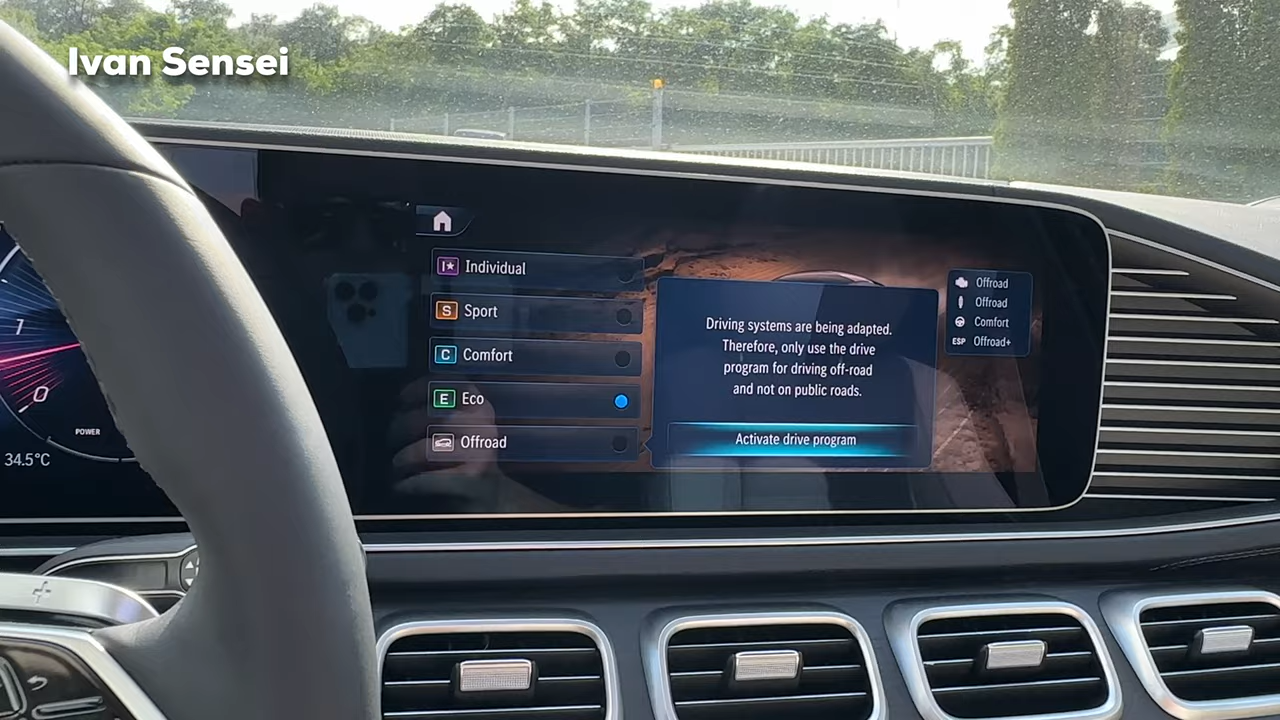 Ivan Sensei
I★ Individual
S Sport
C Comfort
E Eco
Offroad
Driving systems are being adapted.
Therefore, only use the drive
program for driving off-road
and not on public roads.
Activate drive program
Offroad
Offroad
Comfort
ESP Offroad+
1
0
POWER
34.5°C